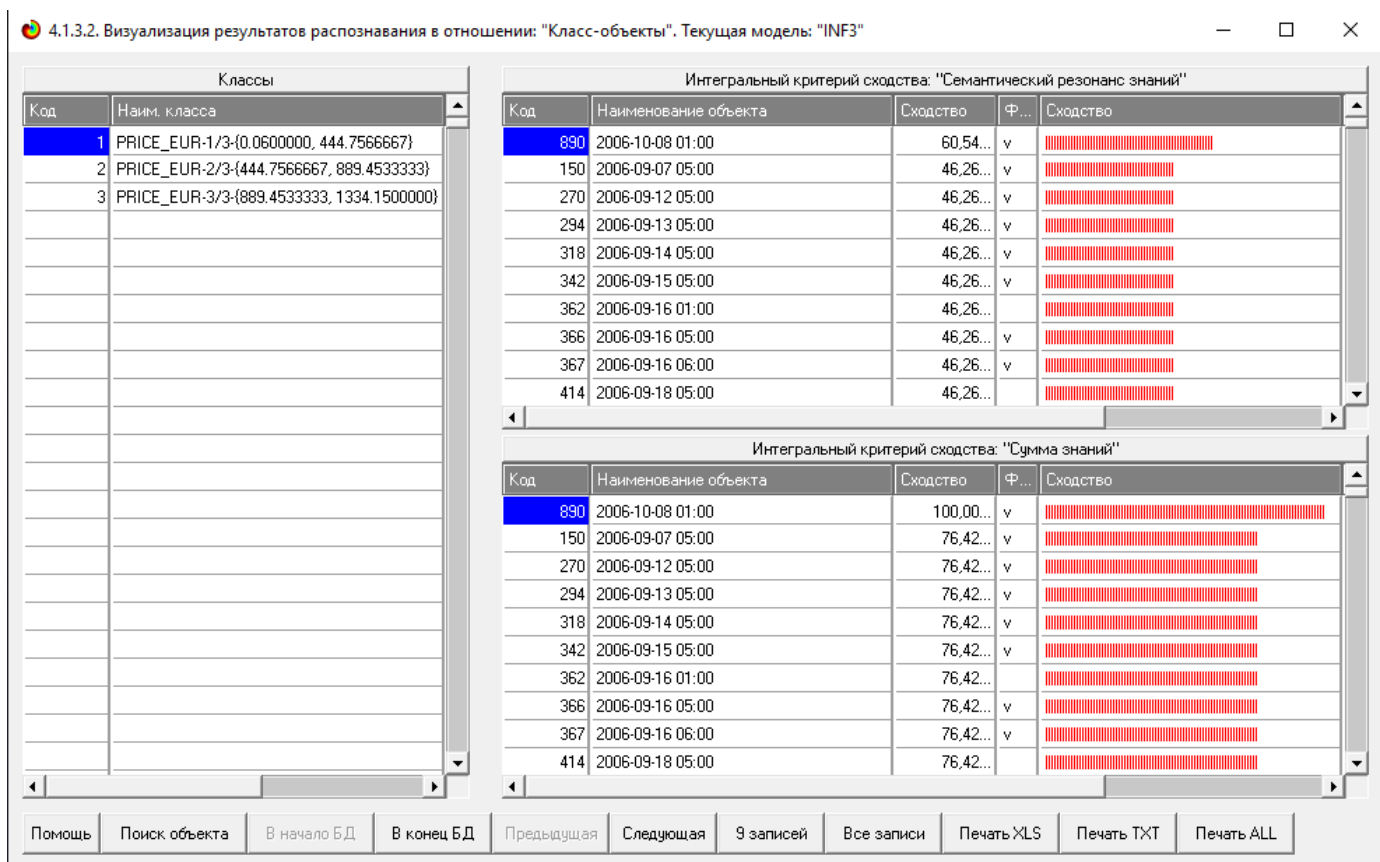 4.1.3.2. Визуализация результатов распознавания в отношении: "Класс-объекты". Текущая модель: "INF3"
Классы
Код Наим. класса
1 PRICE_EUR-1/3-{0.0600000, 444.7566667}
2 PRICE_EUR-2/3-{444.7566667, 889.4533333}
3 PRICE_EUR-3/3-{889.4533333, 1334.1500000}
Интегральный критерий сходства: "Семантический резонанс знаний"
Код Наименование объекта Сходство Ф... Сходство
890 2006-10-08 01:00 60,54... v
150 2006-09-07 05:00 46,26... v
270 2006-09-12 05:00 46,26... v
294 2006-09-13 05:00 46,26... v
318 2006-09-14 05:00 46,26... v
342 2006-09-15 05:00 46,26... v
362 2006-09-16 01:00 46,26...
366 2006-09-16 05:00 46,26... v
367 2006-09-16 06:00 46,26... v
414 2006-09-18 05:00 46,26...
Интегральный критерий сходства: "Сумма знаний"
Код Наименование объекта Сходство Ф... Сходство
890 2006-10-08 01:00 100,00... v
150 2006-09-07 05:00 76,42... v
270 2006-09-12 05:00 76,42... v
294 2006-09-13 05:00 76,42... v
318 2006-09-14 05:00 76,42... v
342 2006-09-15 05:00 76,42... v
362 2006-09-16 01:00 76,42...
366 2006-09-16 05:00 76,42... v
367 2006-09-16 06:00 76,42... v
414 2006-09-18 05:00 76,42...
Помощь Поиск объекта В начало БД В конец БД Предыдущая Следующая 9 записей Все записи Печать XLS Печать TXT Печать ALL